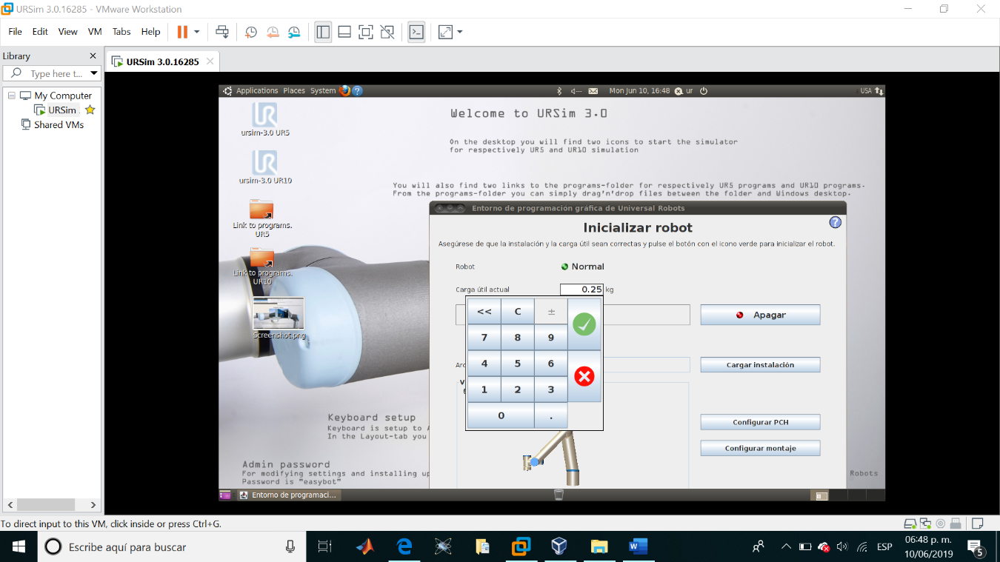 URSim 3.0.16285 - VMware Workstation
File Edit View VM Tabs Help
Library
URSim 3.0.16285
Type here t...
My Computer
URSim
Shared VMs
Applications Places System
Mon Jun 10, 16:48 ur
USA
Welcome to URSim 3.0
On the desktop you will find two icons to start the simulator
for respectively UR5 and UR10 simulation
You will also find two links to the programs-folder for respectively UR5 programs and UR10 programs.
From the programs-folder you can simply drag'n'drop files between the folder and Windows desktop.
UR
ursim-3.0 UR5
UR
ursim-3.0 UR10
Link to programs.
UR5
Link to programs.
UR10
Screenshot.png
Entorno de programación gráfica de Universal Robots
Inicializar robot
Asegúrese de que la instalación y la carga útil sean correctas y pulse el botón con el icono verde para inicializar el robot.
Robot Normal
Carga útil actual 0.25 kg
<< C ±
7 8 9
4 5 6
1 2 3
0 .
Apagar
Cargar instalación
Configurar PCH
Configurar montaje
Keyboard setup
Keyboard is setup to
In the Layout-tab you
Admin password
For modifying settings and installing up
Password is "easybot"
Robots
Entorno de programaci...
To direct input to this VM, click inside or press Ctrl+G.
Escribe aquí para buscar
ESP
06:48 p. m.
10/06/2019
5